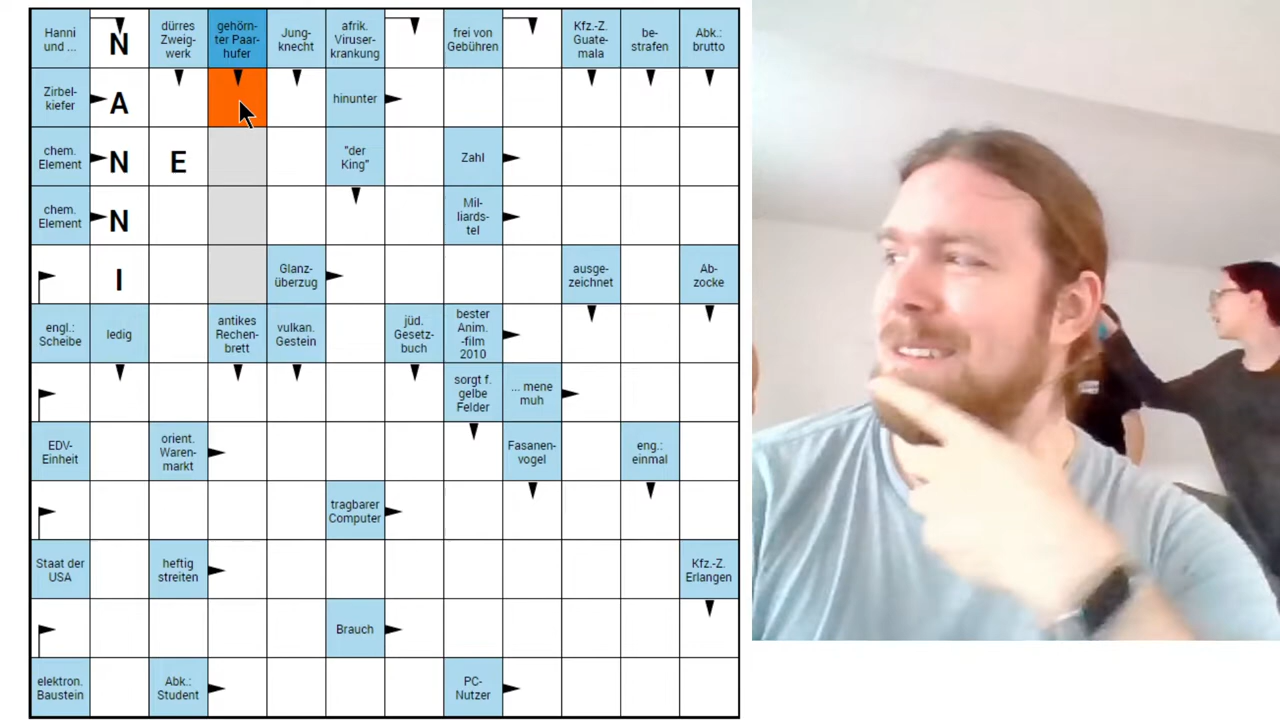 Hanni
und ...
N
dürres
Zweig-
werk
gehörn-
ter Paar-
hufer
Jung-
knecht
afrik.
Viruser-
krankung
frei von
Gebühren
Kfz.-Z.
Guate-
mala
be-
strafen
Abk.:
brutto
Zirbel-
kiefer
A
hinunter
chem.
Element
N
E
"der
King"
Zahl
chem.
Element
N
Mil-
liards-
tel
I
Glanz-
überzug
ausge-
zeichnet
Ab-
zocke
engl.:
Scheibe
ledig
antikes
Rechen-
brett
vulkan.
Gestein
jüd.
Gesetz-
buch
bester
Anim.
-film
2010
sorgt f.
gelbe
Felder
... mene
muh
EDV-
Einheit
orient.
Waren-
markt
Fasanen-
vogel
eng.:
einmal
tragbarer
Computer
Staat der
USA
heftig
streiten
Kfz.-Z.
Erlangen
Brauch
elektron.
Baustein
Abk.:
Student
PC-
Nutzer